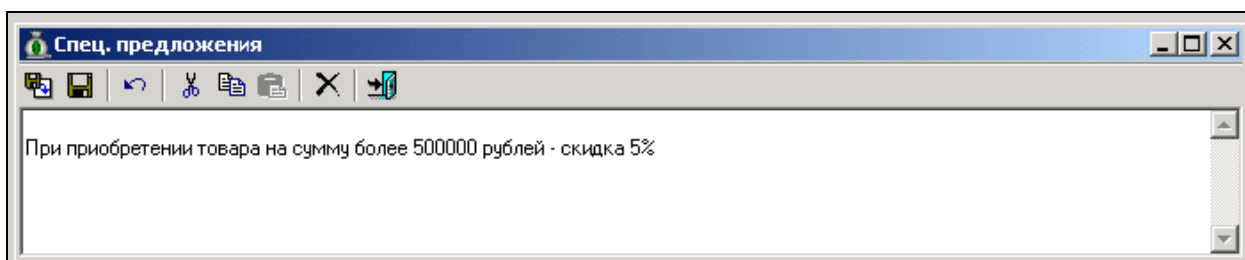 Спец. предложения
При приобретении товара на сумму более 500000 рублей - скидка 5%